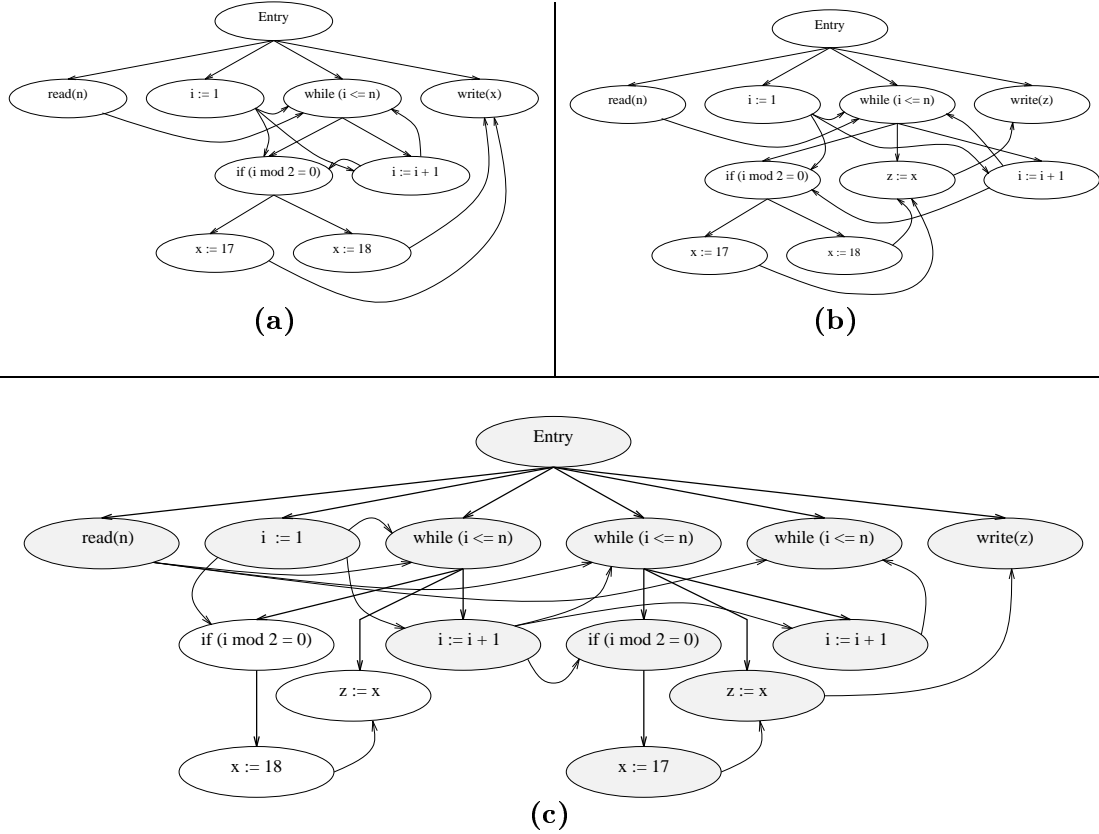 Entry
read(n)
i := 1
while (i <= n)
write(x)
if (i mod 2 = 0)
i := i + 1
x := 17
x := 18
(a)
Entry
read(n)
i := 1
while (i <= n)
write(z)
if (i mod 2 = 0)
z := x
i := i + 1
x := 17
x := 18
(b)
Entry
read(n)
i := 1
while (i <= n)
while (i <= n)
while (i <= n)
write(z)
if (i mod 2 = 0)
i := i + 1
if (i mod 2 = 0)
i := i + 1
z := x
z := x
x := 18
x := 17
(c)